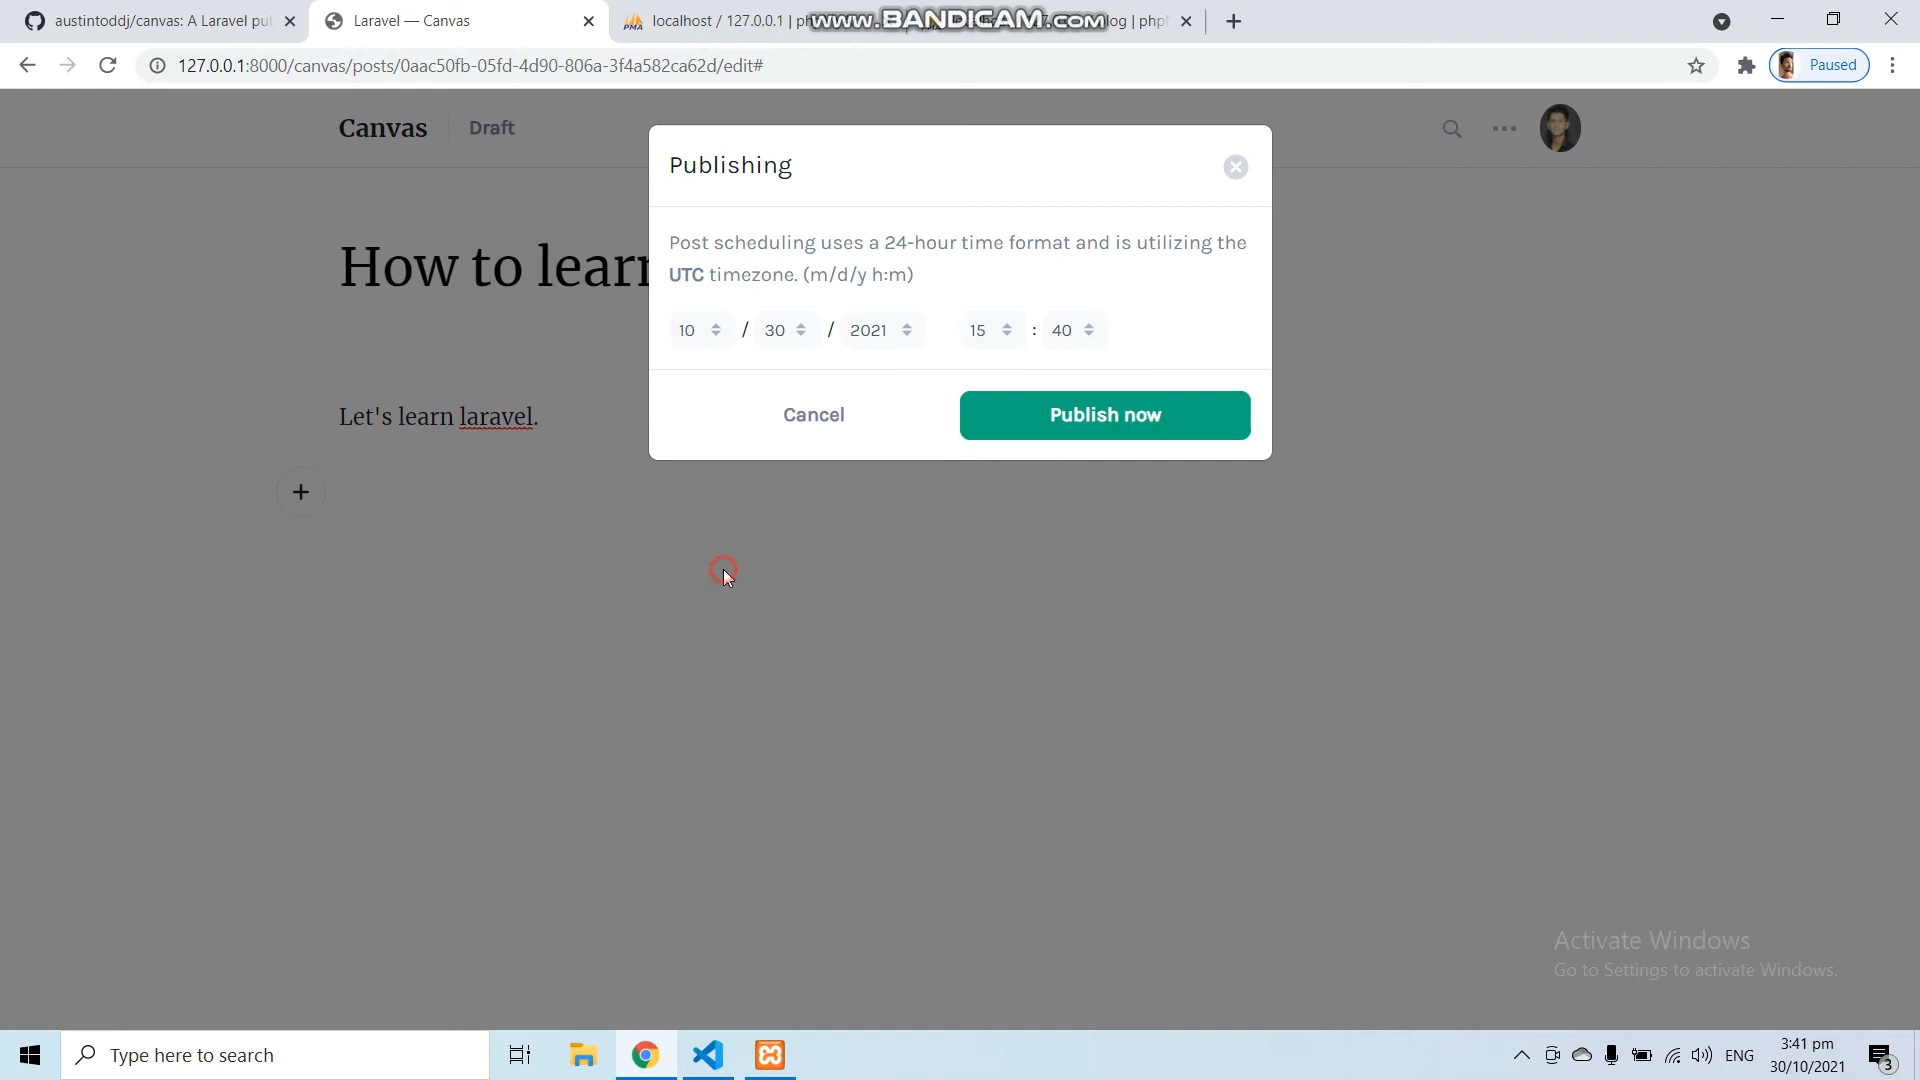 austintoddj/canvas: A Laravel pu
Laravel — Canvas
localhost / 127.0.0.1 | ph
www.BANDICAM.com
log | php
127.0.0.1:8000/canvas/posts/0aac50fb-05fd-4d90-806a-3f4a582ca62d/edit#
Paused
Canvas
Draft
Publishing
Post scheduling uses a 24-hour time format and is utilizing the
UTC timezone. (m/d/y h:m)
10 / 30 / 2021 15 : 40
Cancel
Publish now
How to learn
Let's learn laravel.
Activate Windows
Go to Settings to activate Windows.
Type here to search
ENG
3:41 pm
30/10/2021
3